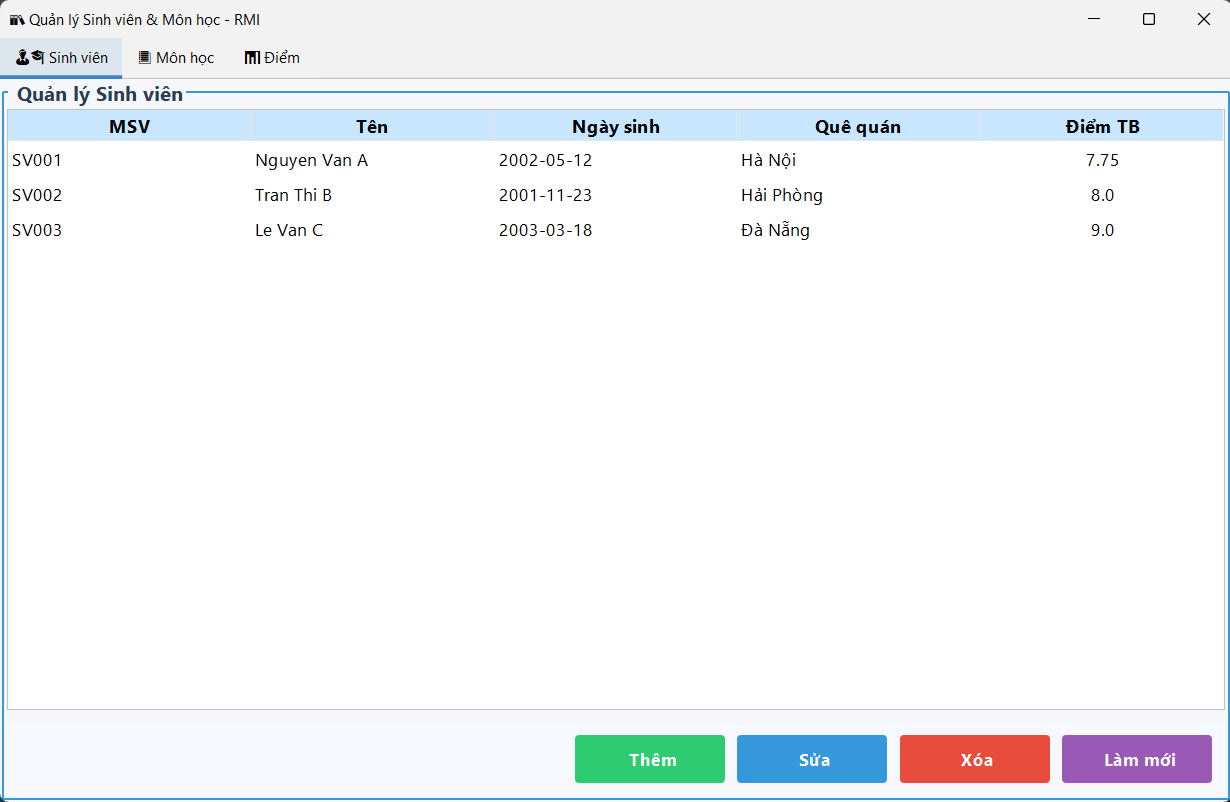 Quản lý Sinh viên & Môn học - RMI
Sinh viên Môn học Điểm
Quản lý Sinh viên
MSV Tên Ngày sinh Quê quán Điểm TB
SV001 Nguyen Van A 2002-05-12 Hà Nội 7.75
SV002 Tran Thi B 2001-11-23 Hải Phòng 8.0
SV003 Le Van C 2003-03-18 Đà Nẵng 9.0
Thêm Sửa Xóa Làm mới